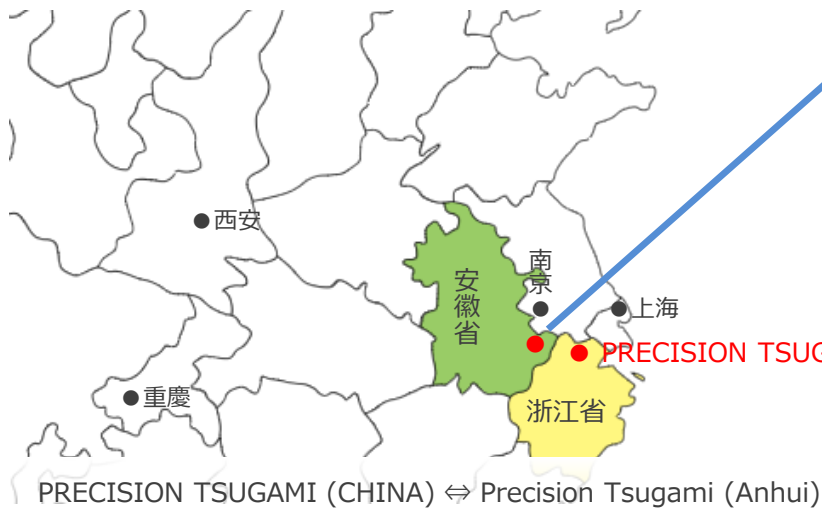 西安
南京
安徽省
上海
PRECISION TSUG
重慶
浙江省
PRECISION TSUGAMI (CHINA) ⇔ Precision Tsugami (Anhui)